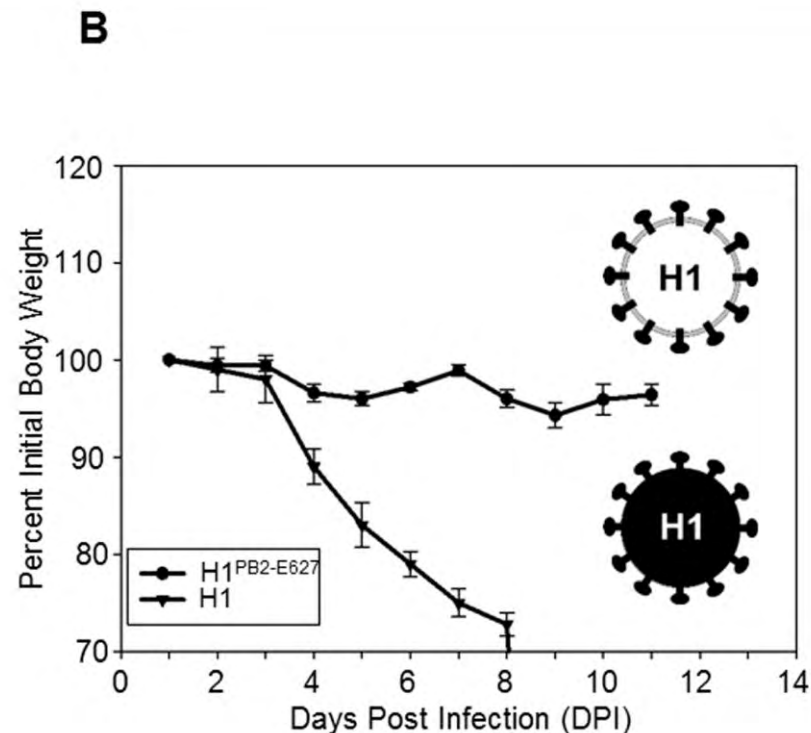 B
120
110
100
90
80
70
Percent Initial Body Weight
H1
H1
H1PB2-E627
H1
0 2 4 6 8 10 12 14
Days Post Infection (DPI)